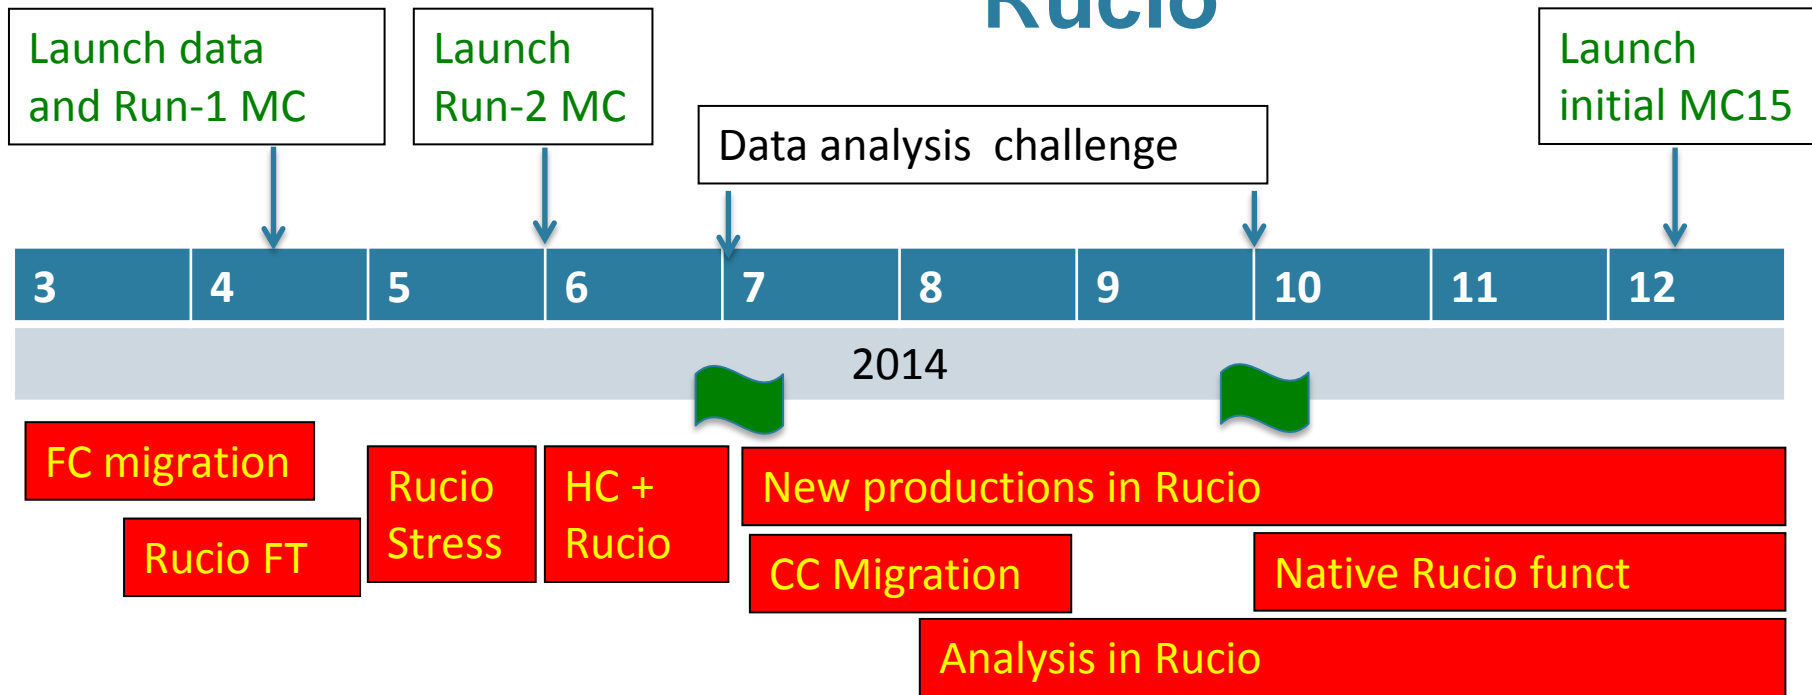 Rucio
Launch data
and Run-1 MC
Launch
Run-2 MC
Data analysis challenge
Launch
initial MC15
3 4 5 6 7 8 9 10 11 12
2014
FC migration
Rucio FT
Rucio
Stress
HC +
Rucio
New productions in Rucio
CC Migration
Native Rucio funct
Analysis in Rucio